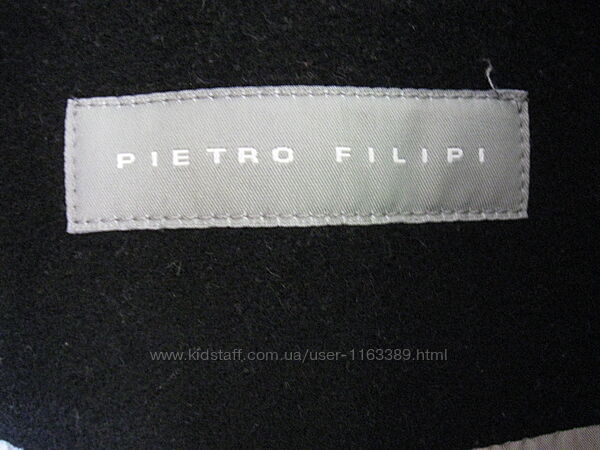 PIETRO FILIPI
www.kidstaff.com.ua/user-1163389.html